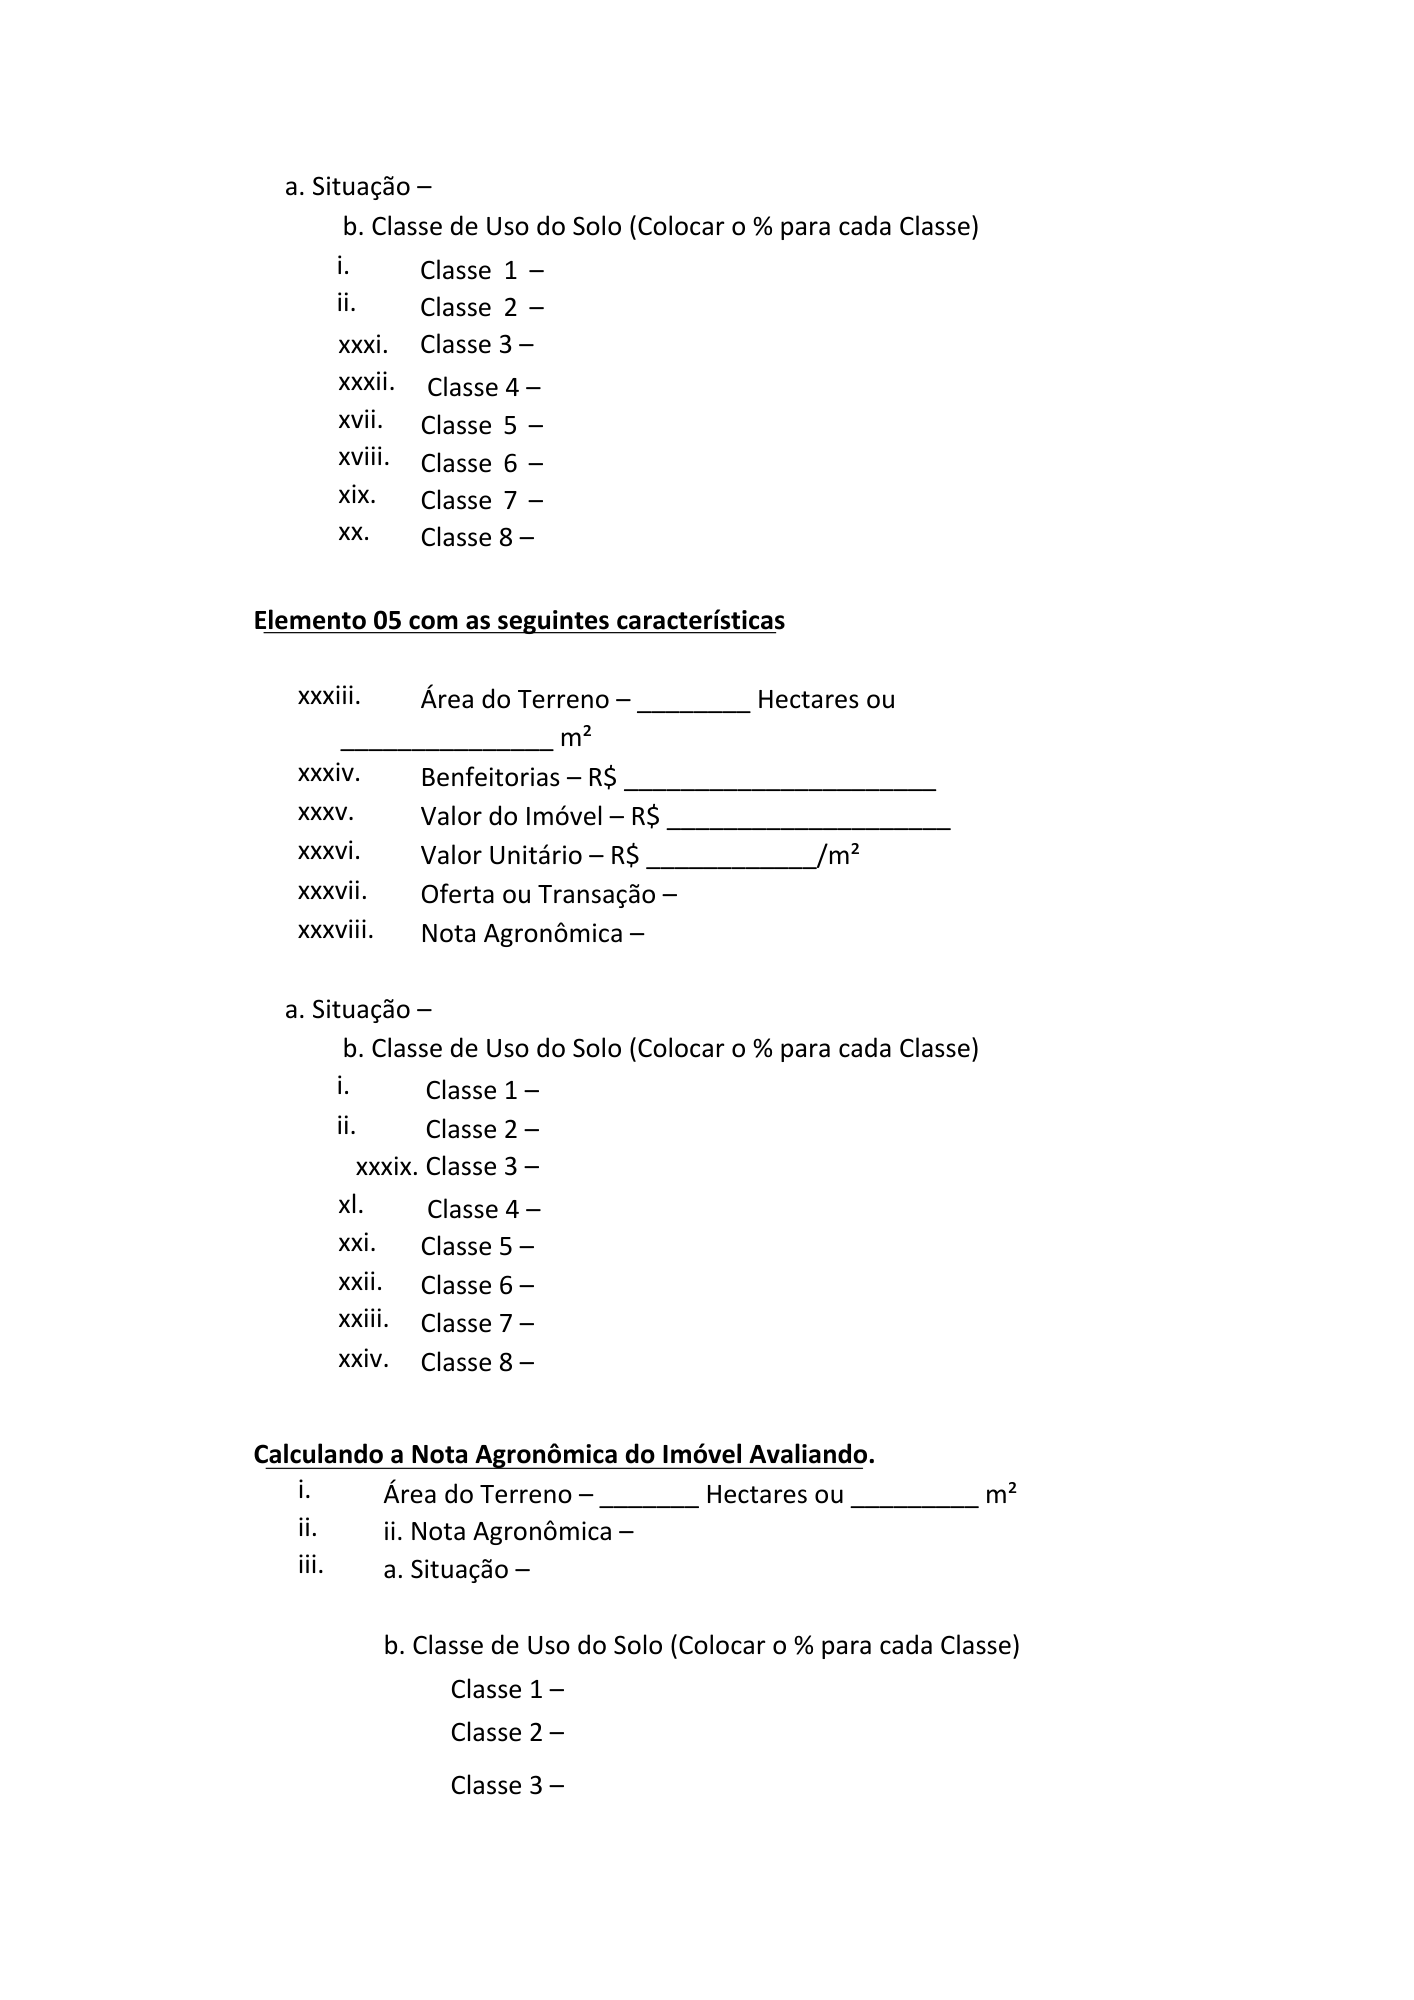 a. Situação –
b. Classe de Uso do Solo (Colocar o % para cada Classe)
i. Classe 1 –
ii. Classe 2 –
xxxi. Classe 3 –
xxxii. Classe 4 –
xvii. Classe 5 –
xviii. Classe 6 –
xix. Classe 7 –
xx. Classe 8 –
Elemento 05 com as seguintes características
xxxiii. Área do Terreno – ________ Hectares ou
_______________ m²
xxxiv. Benfeitorias – R$ ______________________
xxxv. Valor do Imóvel – R$ ____________________
xxxvi. Valor Unitário – R$ ____________/m²
xxxvii. Oferta ou Transação –
xxxviii. Nota Agronômica –
a. Situação –
b. Classe de Uso do Solo (Colocar o % para cada Classe)
i. Classe 1 –
ii. Classe 2 –
xxxix. Classe 3 –
xl. Classe 4 –
xxi. Classe 5 –
xxii. Classe 6 –
xxiii. Classe 7 –
xxiv. Classe 8 –
Calculando a Nota Agronômica do Imóvel Avaliando.
i. Área do Terreno – _______ Hectares ou _________ m²
ii. ii. Nota Agronômica –
iii. a. Situação –
b. Classe de Uso do Solo (Colocar o % para cada Classe)
Classe 1 –
Classe 2 –
Classe 3 –